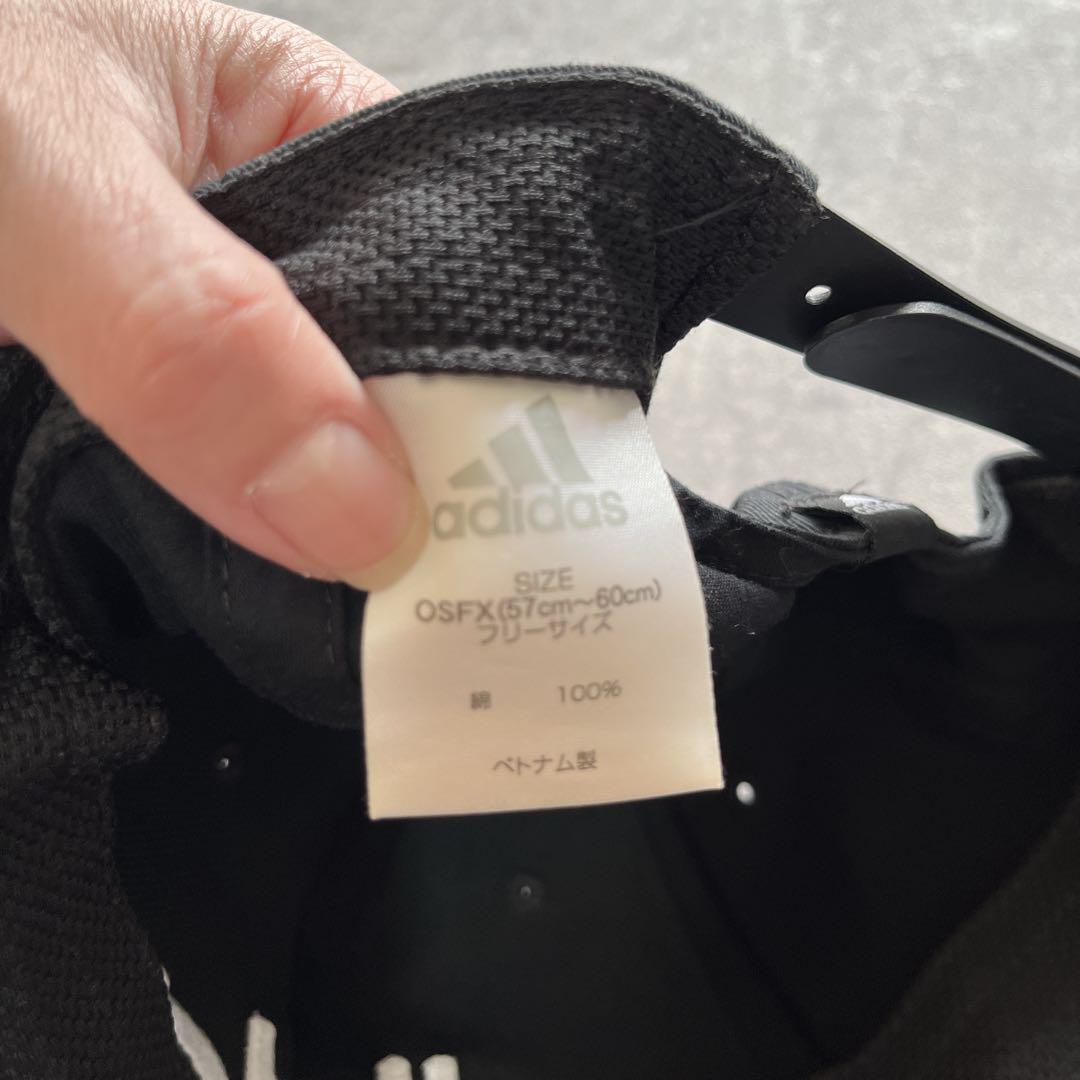 adidas
SIZE
OSFX(57cm～60cm)
フリーサイズ
綿 100%
ベトナム製